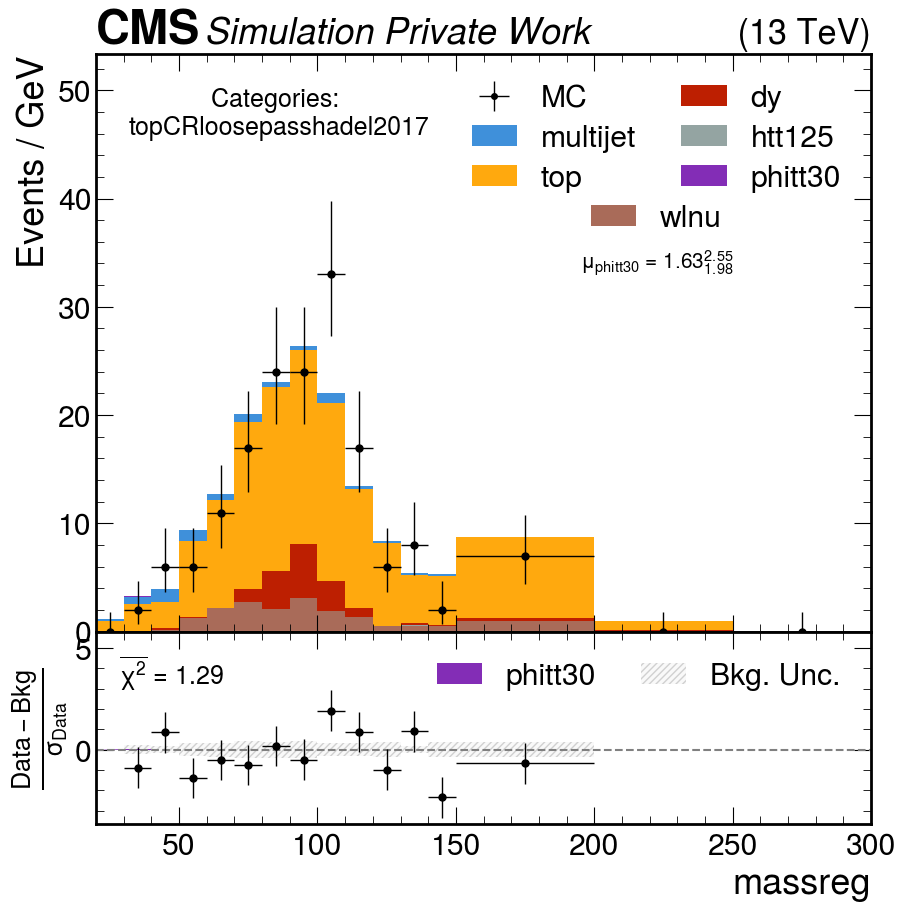 CMS Simulation Private Work (13 TeV)
Events / GeV
50
40
30
20
10
0
Categories:
topCRloosepasshadel2017
MC
multijet
top
dy
htt125
phitt30
wlnu
μphitt30 = 1.63 2.55 1.98
Data − Bkg
σData
5
0
χ² = 1.29
phitt30
Bkg. Unc.
50 100 150 200 250 300
massreg